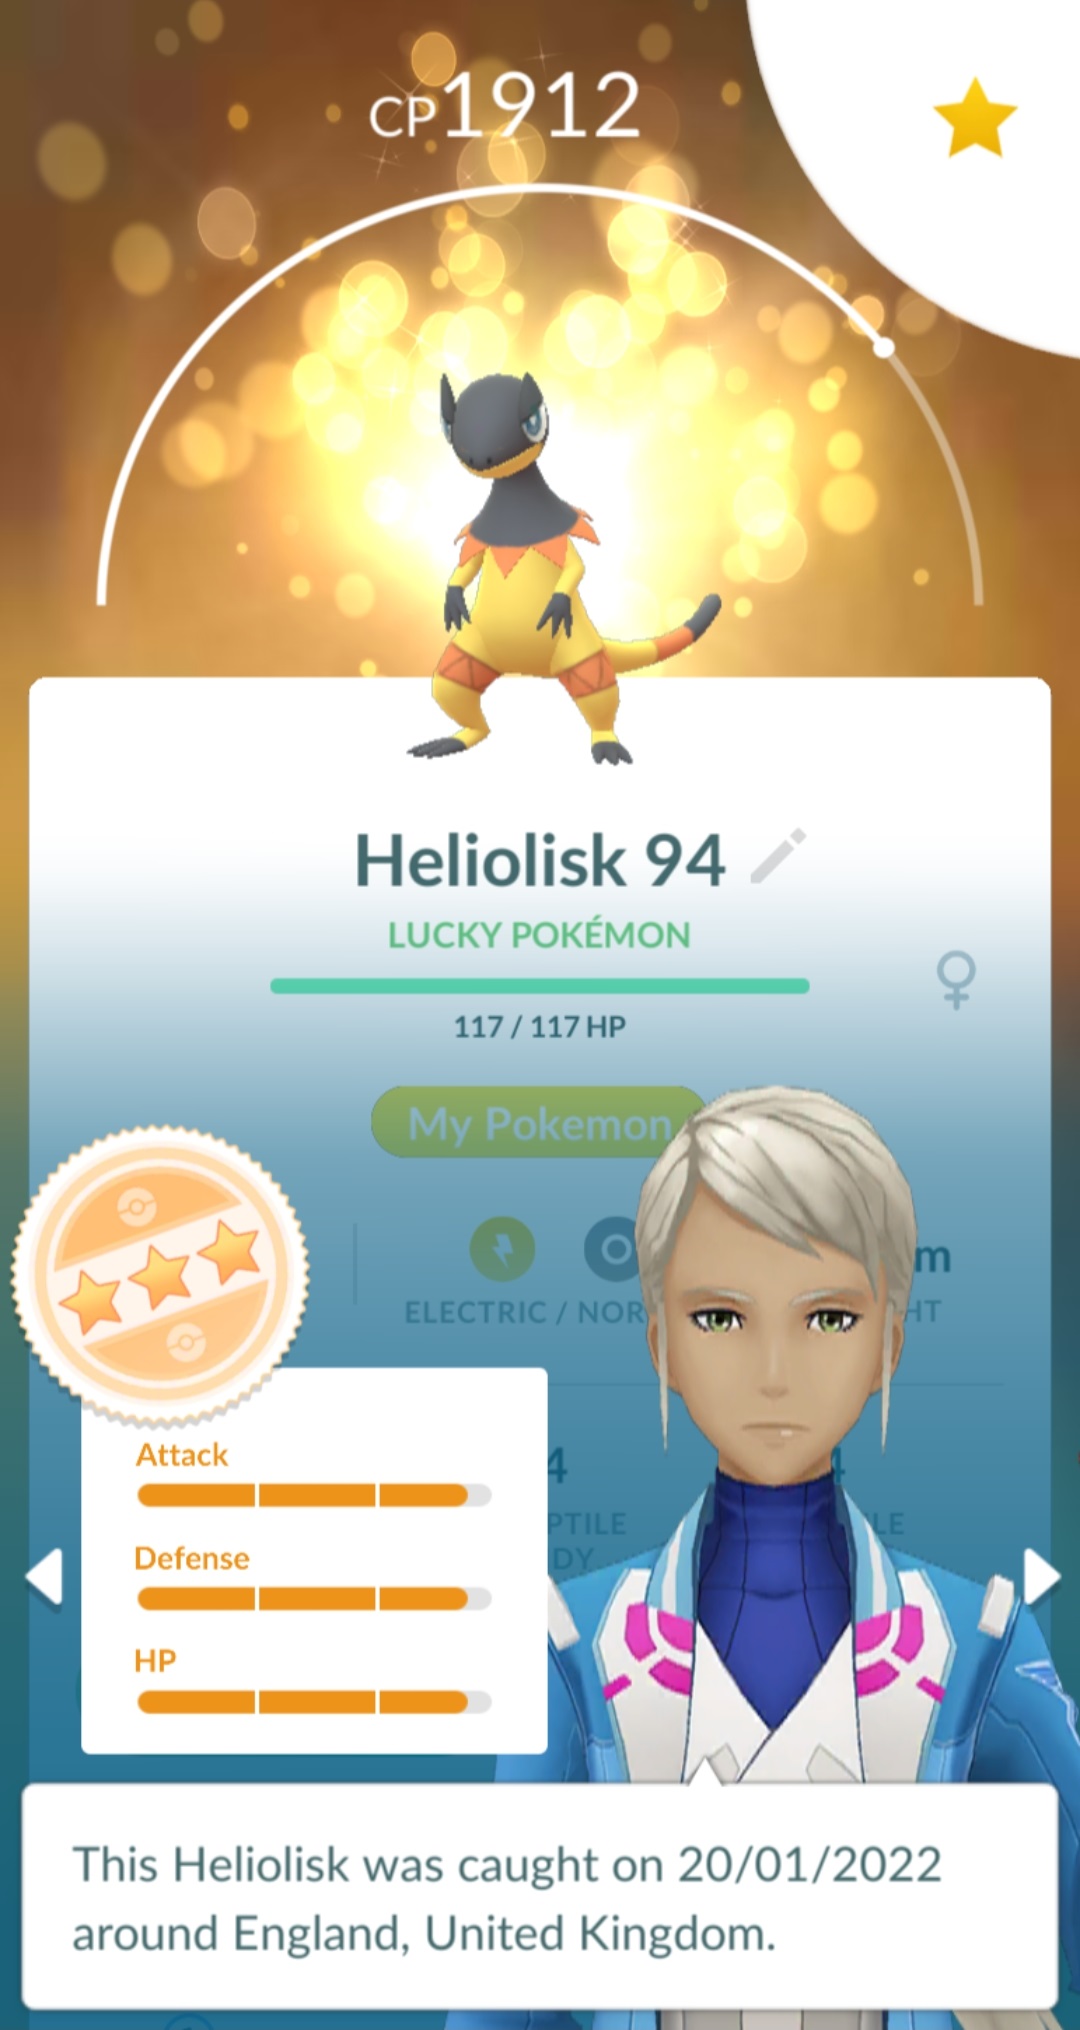 CP1912
Heliolisk 94
LUCKY POKÉMON
117 / 117 HP
My Pokemon
m
ELECTRIC / NOR
HT
Attack
4
4
PTILE
LE
DY
Defense
HP
This Heliolisk was caught on 20/01/2022
around England, United Kingdom.